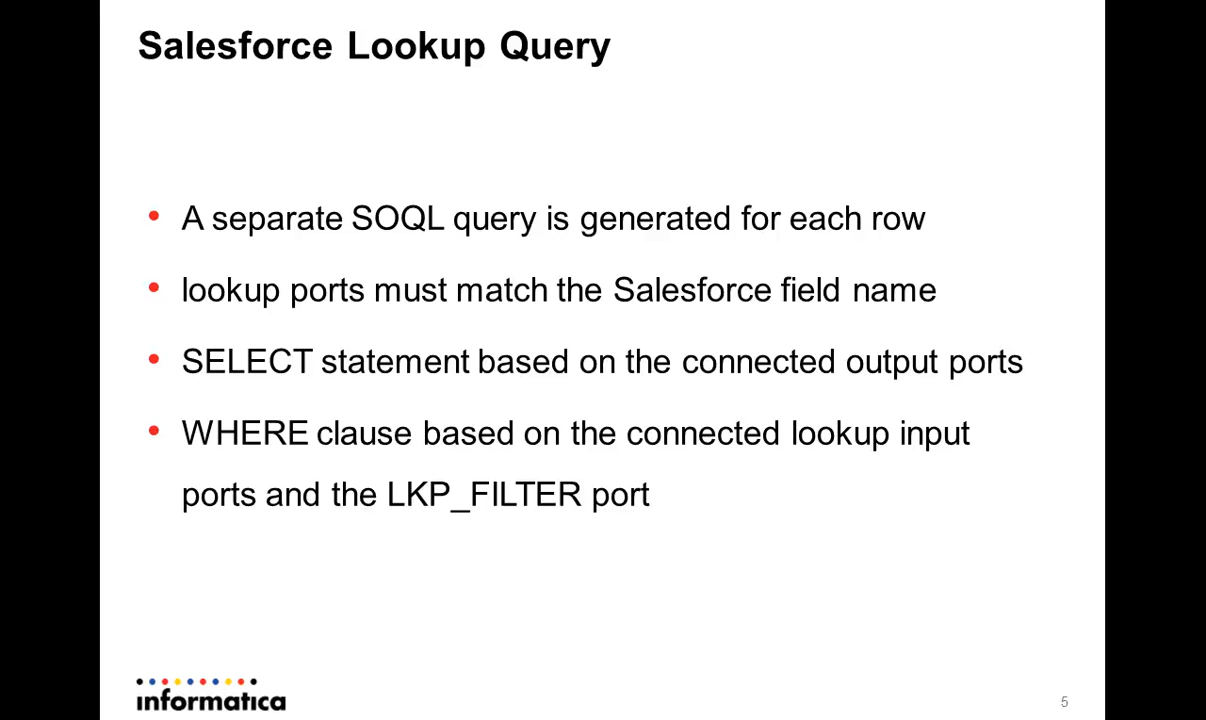 Salesforce Lookup Query
• A separate SOQL query is generated for each row
• lookup ports must match the Salesforce field name
• SELECT statement based on the connected output ports
• WHERE clause based on the connected lookup input
ports and the LKP_FILTER port
informatica
5